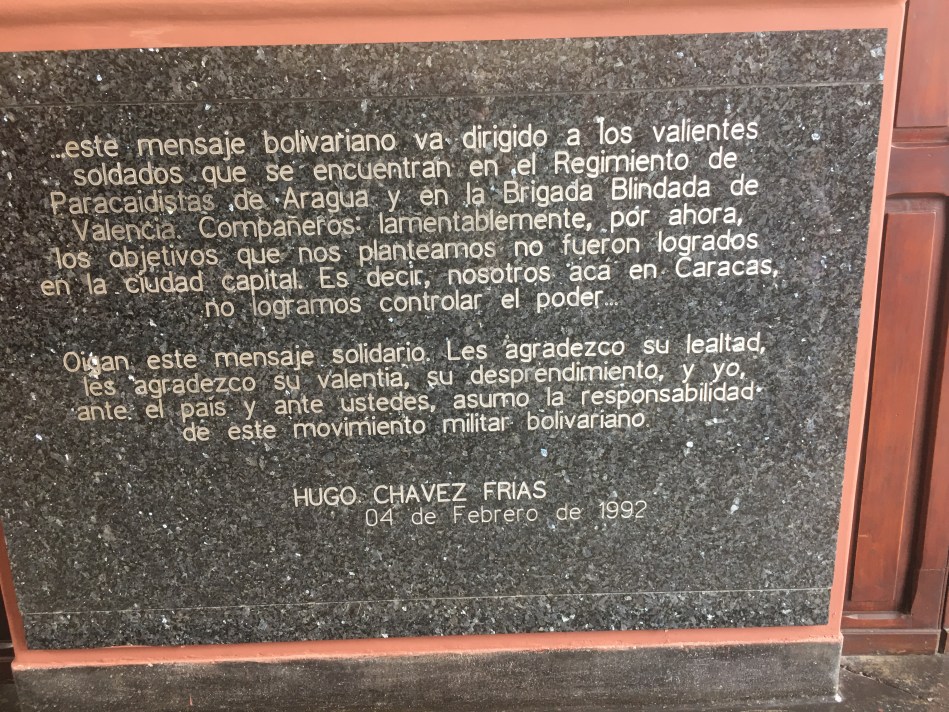 ...este mensaje bolivariano va dirigido a los valientes
soldados que se encuentran en el Regimiento de
Paracaidistas de Aragua y en la Brigada Blindada de
Valencia. Compañeros: lamentablemente, por ahora,
los objetivos que nos planteamos no fueron logrados
en la ciudad capital. Es decir, nosotros acá en Caracas,
no logramos controlar el poder...
Oigan este mensaje solidario. Les agradezco su lealtad,
les agradezco su valentia, su desprendimiento, y yo,
ante el país y ante ustedes, asumo la responsabilidad
de este movimiento militar bolivariano.
HUGO CHAVEZ FRIAS
04 de Febrero de 1992